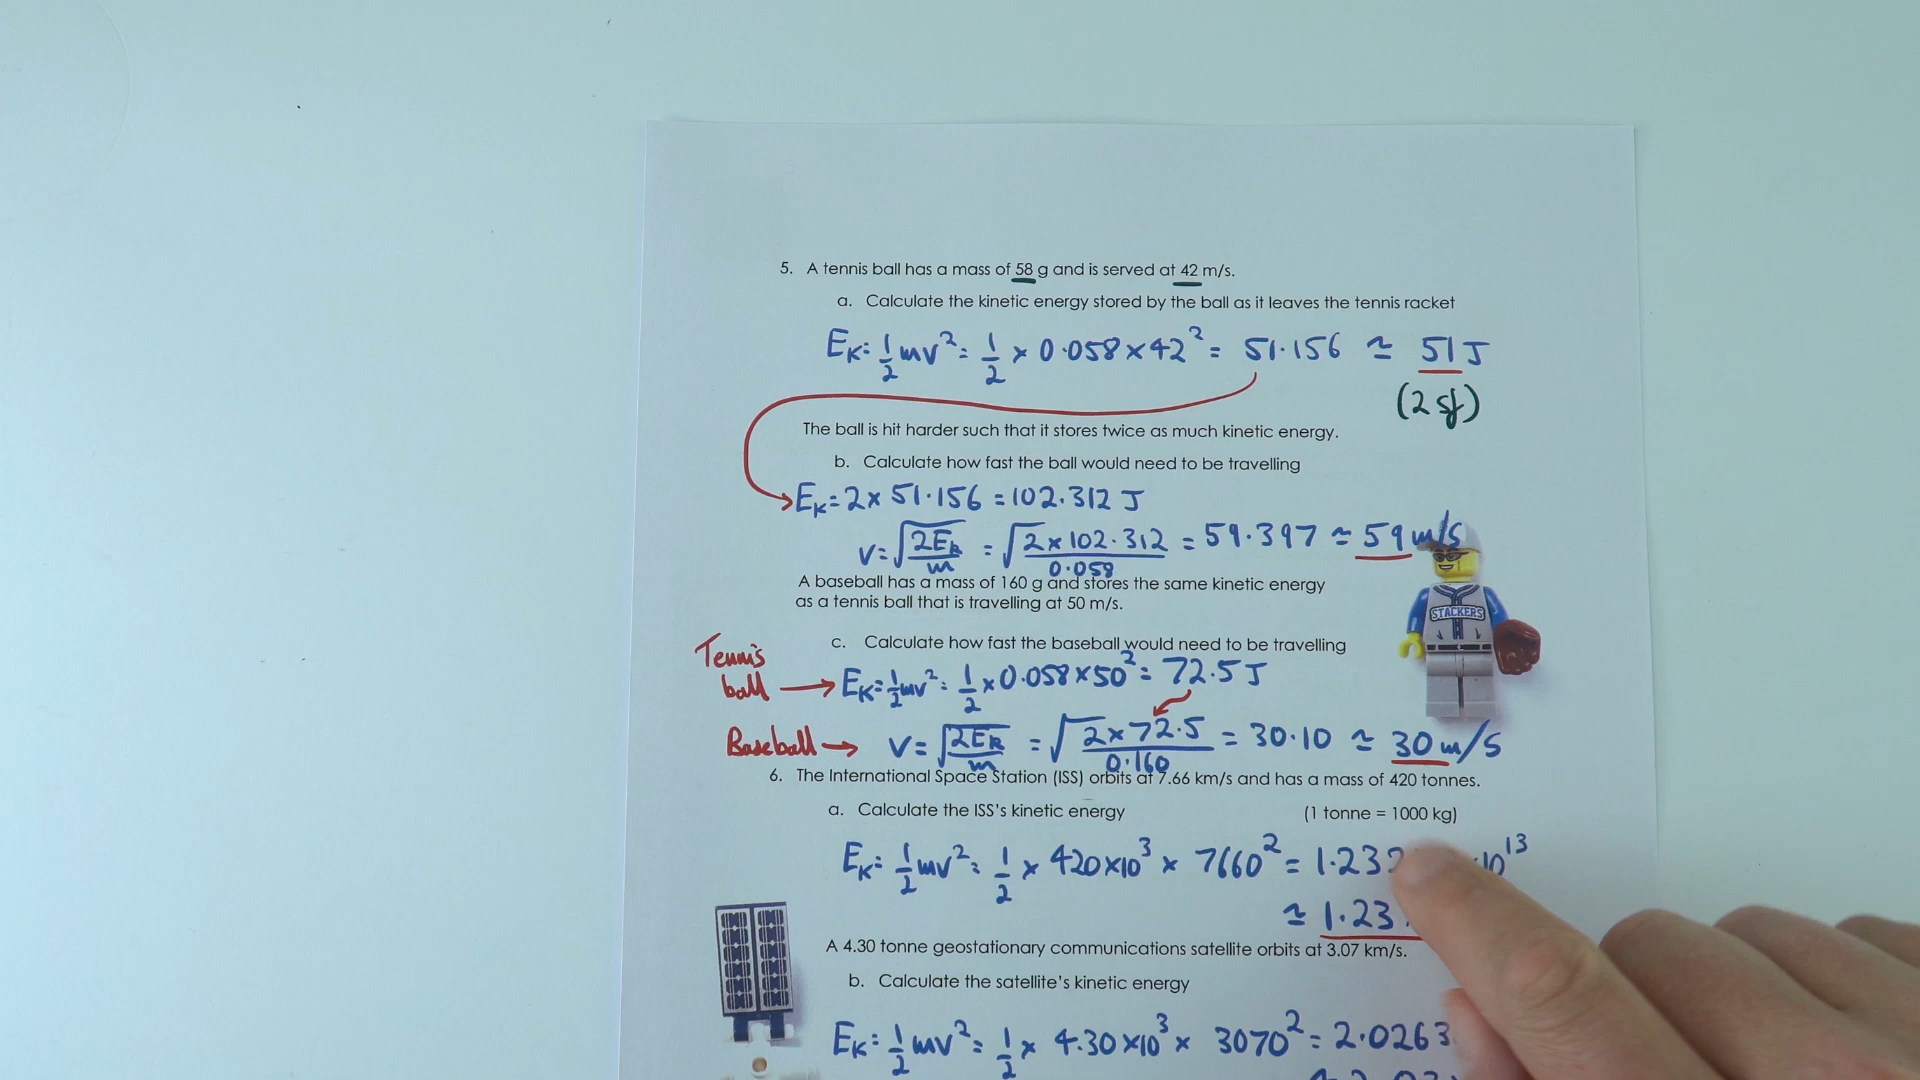 5. A tennis ball has a mass of 58 g and is served at 42 m/s.
a. Calculate the kinetic energy stored by the ball as it leaves the tennis racket
EK = 1/2 mv² = 1/2 × 0.058 × 42² = 51.156 ≃ 51 J
(2 sf)
The ball is hit harder such that it stores twice as much kinetic energy.
b. Calculate how fast the ball would need to be travelling
EK = 2 × 51.156 = 102.312 J
v = √(2Ek/m) = √(2 × 102.312/0.058) = 59.397 ≃ 59 m/s
A baseball has a mass of 160 g and stores the same kinetic energy
as a tennis ball that is travelling at 50 m/s.
STACKERS
c. Calculate how fast the baseball would need to be travelling
Tennis
ball → EK = 1/2 mv² = 1/2 × 0.058 × 50² = 72.5 J
Baseball → v = √(2Ek/m) = √(2 × 72.5/0.160) = 30.10 ≃ 30 m/s
6. The International Space Station (ISS) orbits at 7.66 km/s and has a mass of 420 tonnes.
a. Calculate the ISS's kinetic energy (1 tonne = 1000 kg)
EK = 1/2 mv² = 1/2 × 420×10³ × 7660² = 1.232 10¹³
≃ 1.23
A 4.30 tonne geostationary communications satellite orbits at 3.07 km/s.
b. Calculate the satellite's kinetic energy
EK = 1/2 mv² = 1/2 × 4.30×10³ × 3070² = 2.0263